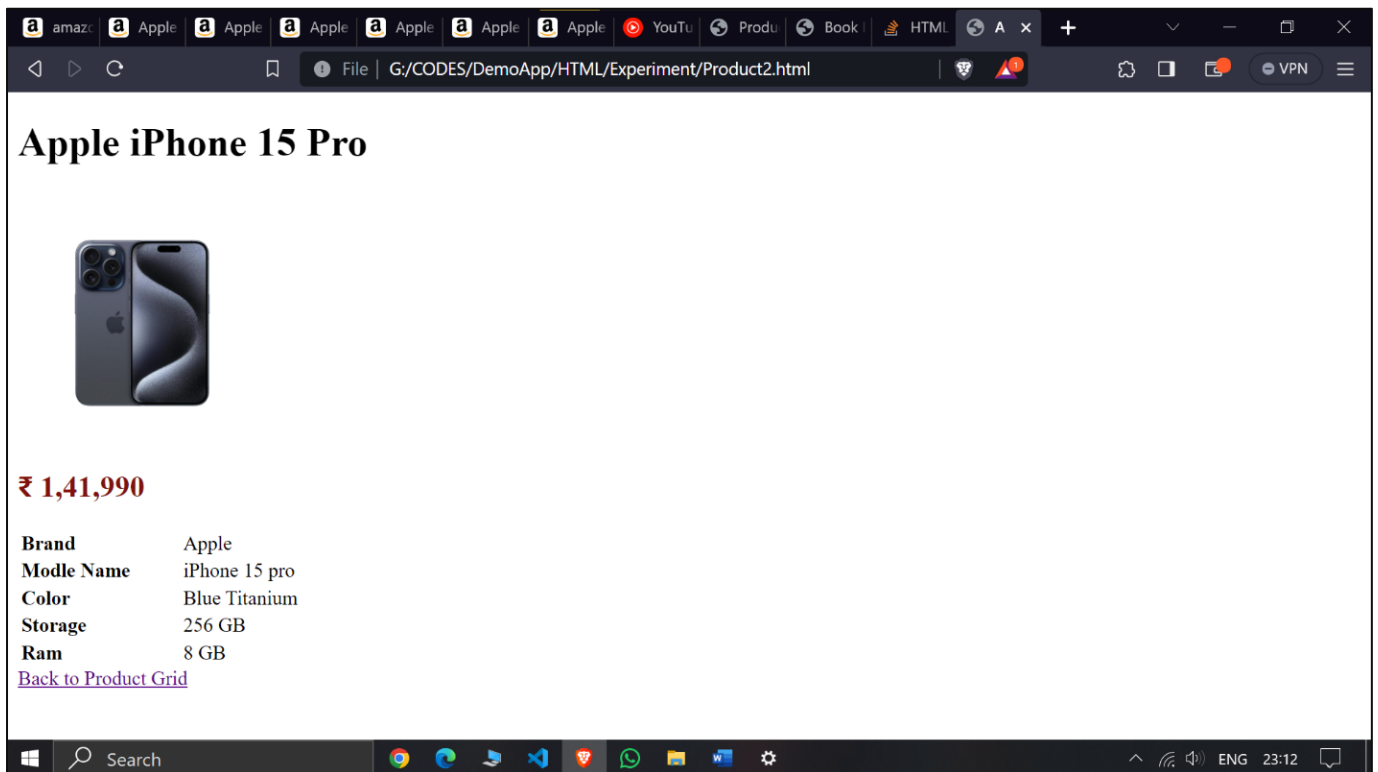 amazo Apple Apple Apple Apple Apple Apple YouTu Produ Book HTML A
File G:/CODES/DemoApp/HTML/Experiment/Product2.html 1 VPN
Apple iPhone 15 Pro
₹ 1,41,990
Brand Apple
Modle Name iPhone 15 pro
Color Blue Titanium
Storage 256 GB
Ram 8 GB
Back to Product Grid
Search ENG 23:12